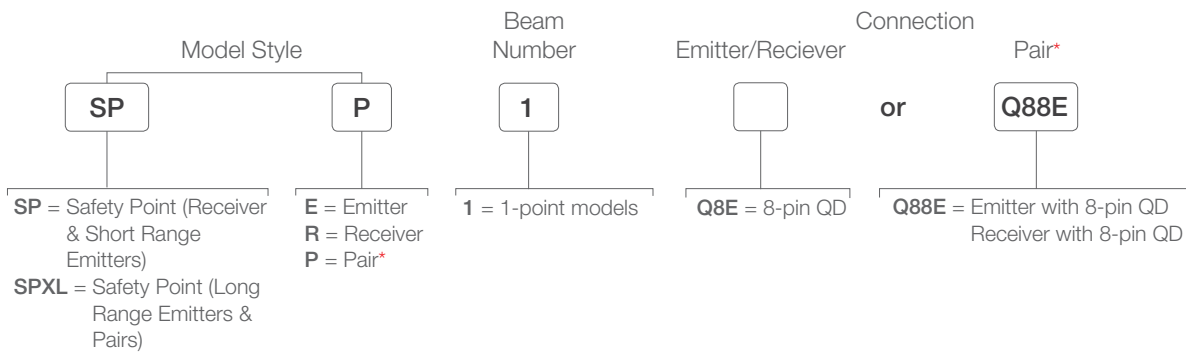 Model Style
Beam
Number
Connection
Emitter/Reciever
Pair*
SP
P
1
or
Q88E
SP = Safety Point (Receiver
& Short Range
Emitters)
SPXL = Safety Point (Long
Range Emitters &
Pairs)
E = Emitter
R = Receiver
P = Pair*
1 = 1-point models
Q8E = 8-pin QD
Q88E = Emitter with 8-pin QD
Receiver with 8-pin QD